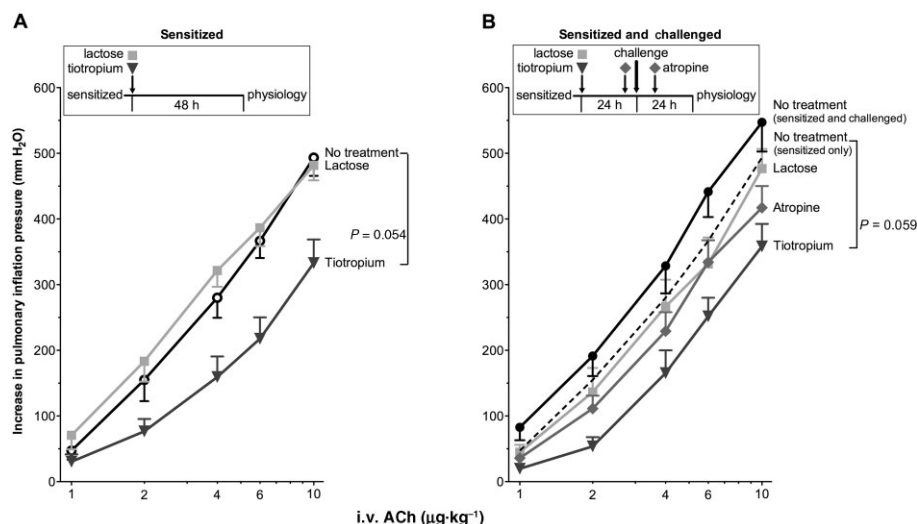 A
Sensitized
lactose
tiotropium
sensitized
48 h
physiology
600
500
400
300
200
100
0
Increase in pulmonary inflation pressure (mm H₂O)
No treatment
Lactose
P = 0.054
Tiotropium
1
2
4
6
10
B
Sensitized and challenged
lactose
challenge
tiotropium
atropine
sensitized
24 h
24 h
physiology
600
500
400
300
200
100
0
No treatment
(sensitized and challenged)
No treatment
(sensitized only)
Lactose
Atropine
P = 0.059
Tiotropium
1
2
4
6
10
i.v. ACh (µg·kg⁻¹)